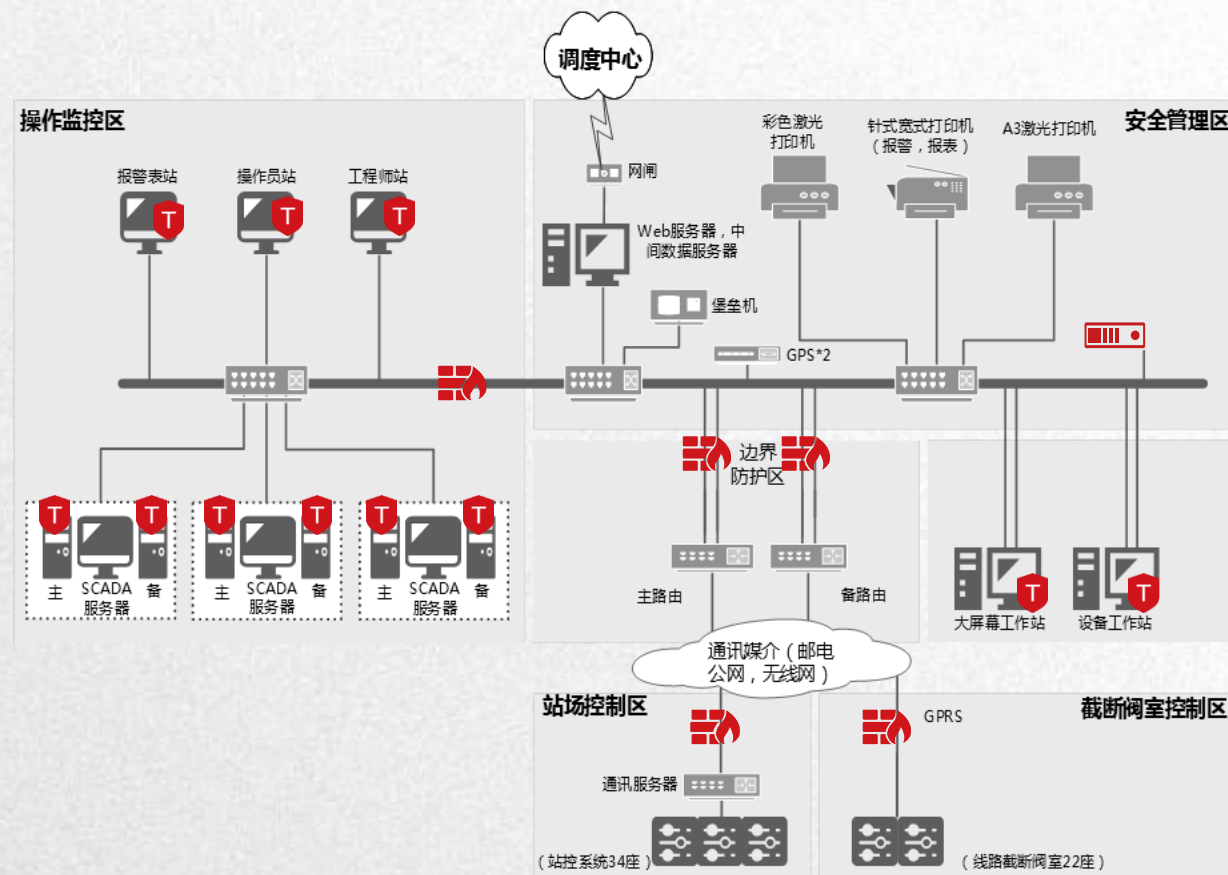 调度中心
操作监控区
安全管理区
报警表站
操作员站
工程师站
T
T
T
网闸
彩色激光
打印机
针式宽式打印机
（报警，报表）
A3激光打印机
Web服务器，中
间数据服务器
堡垒机
GPS*2
边界
防护区
T
T
T
T
T
T
主
SCADA
服务器
备
主
SCADA
服务器
备
主
SCADA
服务器
备
主路由
备路由
T
T
大屏幕工作站
设备工作站
通讯媒介（邮电
公网，无线网）
站场控制区
截断阀室控制区
GPRS
通讯服务器
（站控系统34座）
（线路截断阀室22座）